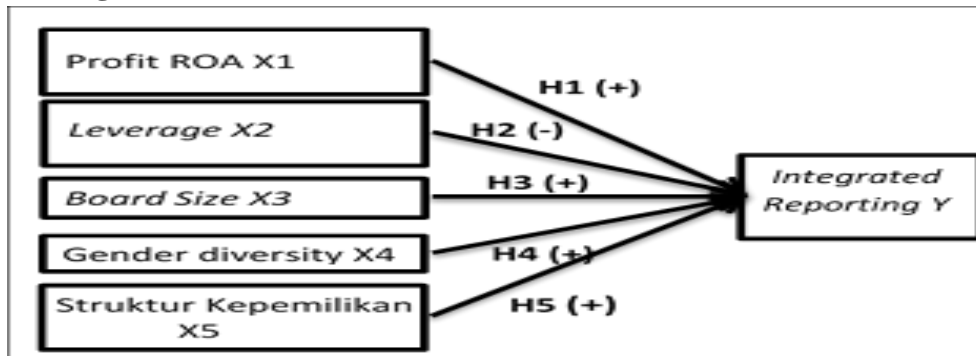 Profit ROA X1
H1 (+)
Leverage X2
H2 (-)
Board Size X3
H3 (+)
Integrated
Reporting Y
Gender diversity X4
H4 (+)
Struktur Kepemilikan
X5
H5 (+)